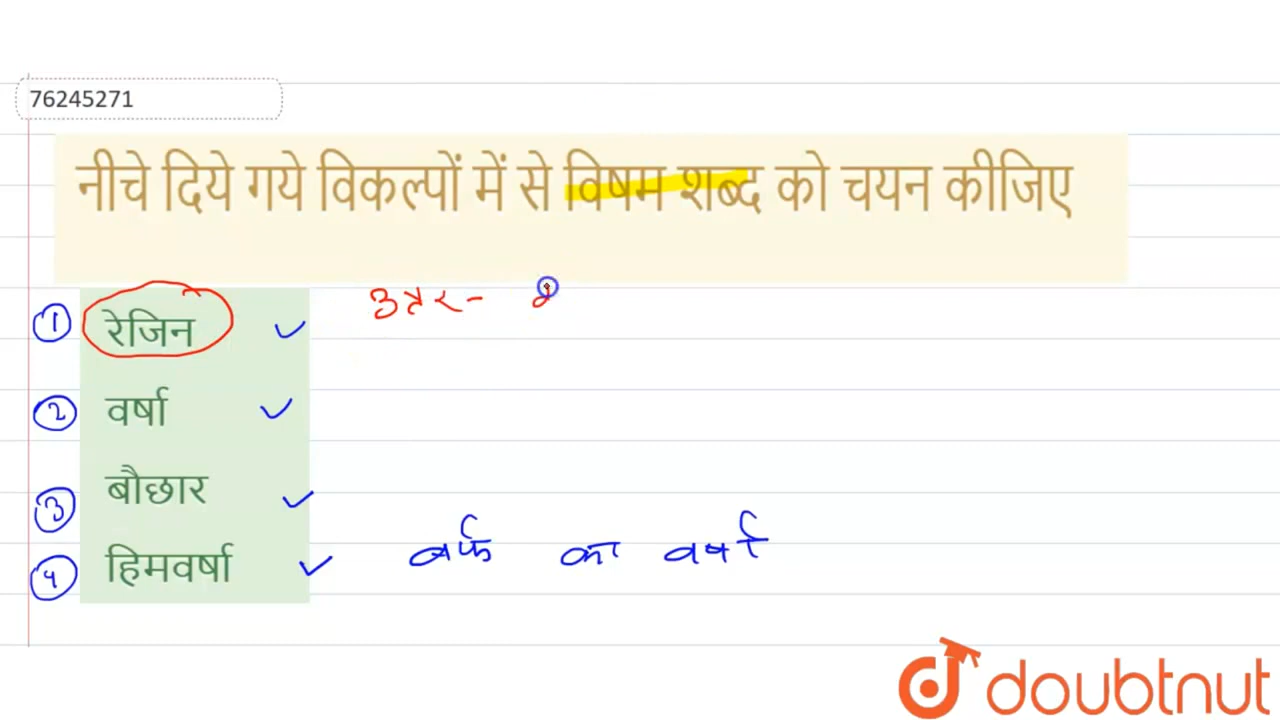 76245271
नीचे दिये गये विकल्पों में से विषम शब्द को चयन कीजिए
उत्तर-
1 रेजिन
2 वर्षा
3 बौछार
4 हिमवर्षा बर्फ का वर्षा
doubtnut